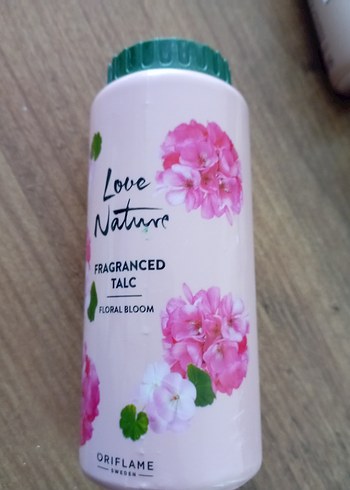 Love
Nature
FRAGRANCED
TALC
FLORAL BLOOM
ORIFLAME
SWEDEN